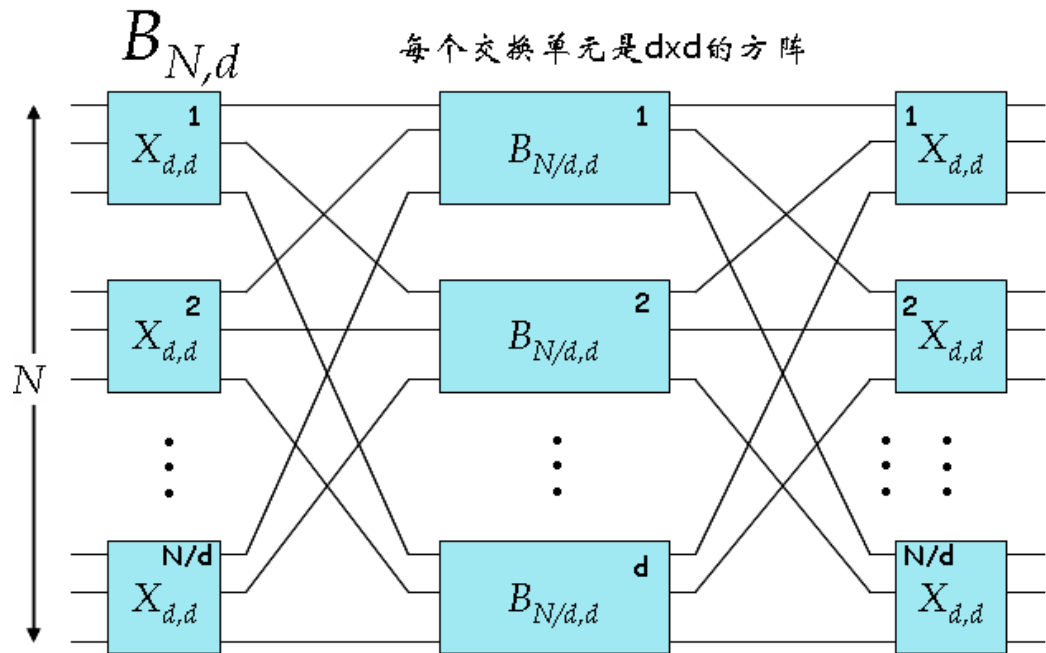 B_{N,d} 每个交换单元是dxd的方阵
1 1 1
X_{d,d} B_{N/d,d} X_{d,d}
2 2 2
X_{d,d} B_{N/d,d} X_{d,d}
N
N/d d N/d
X_{d,d} B_{N/d,d} X_{d,d}